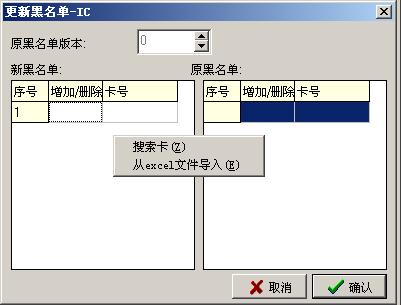 更新黑名单-IC
原黑名单版本: 0
新黑名单: 原黑名单:
序号 增加/删除 卡号 序号 增加/删除 卡号
1
搜索卡(Z)
从excel文件导入(E)
取消 确认